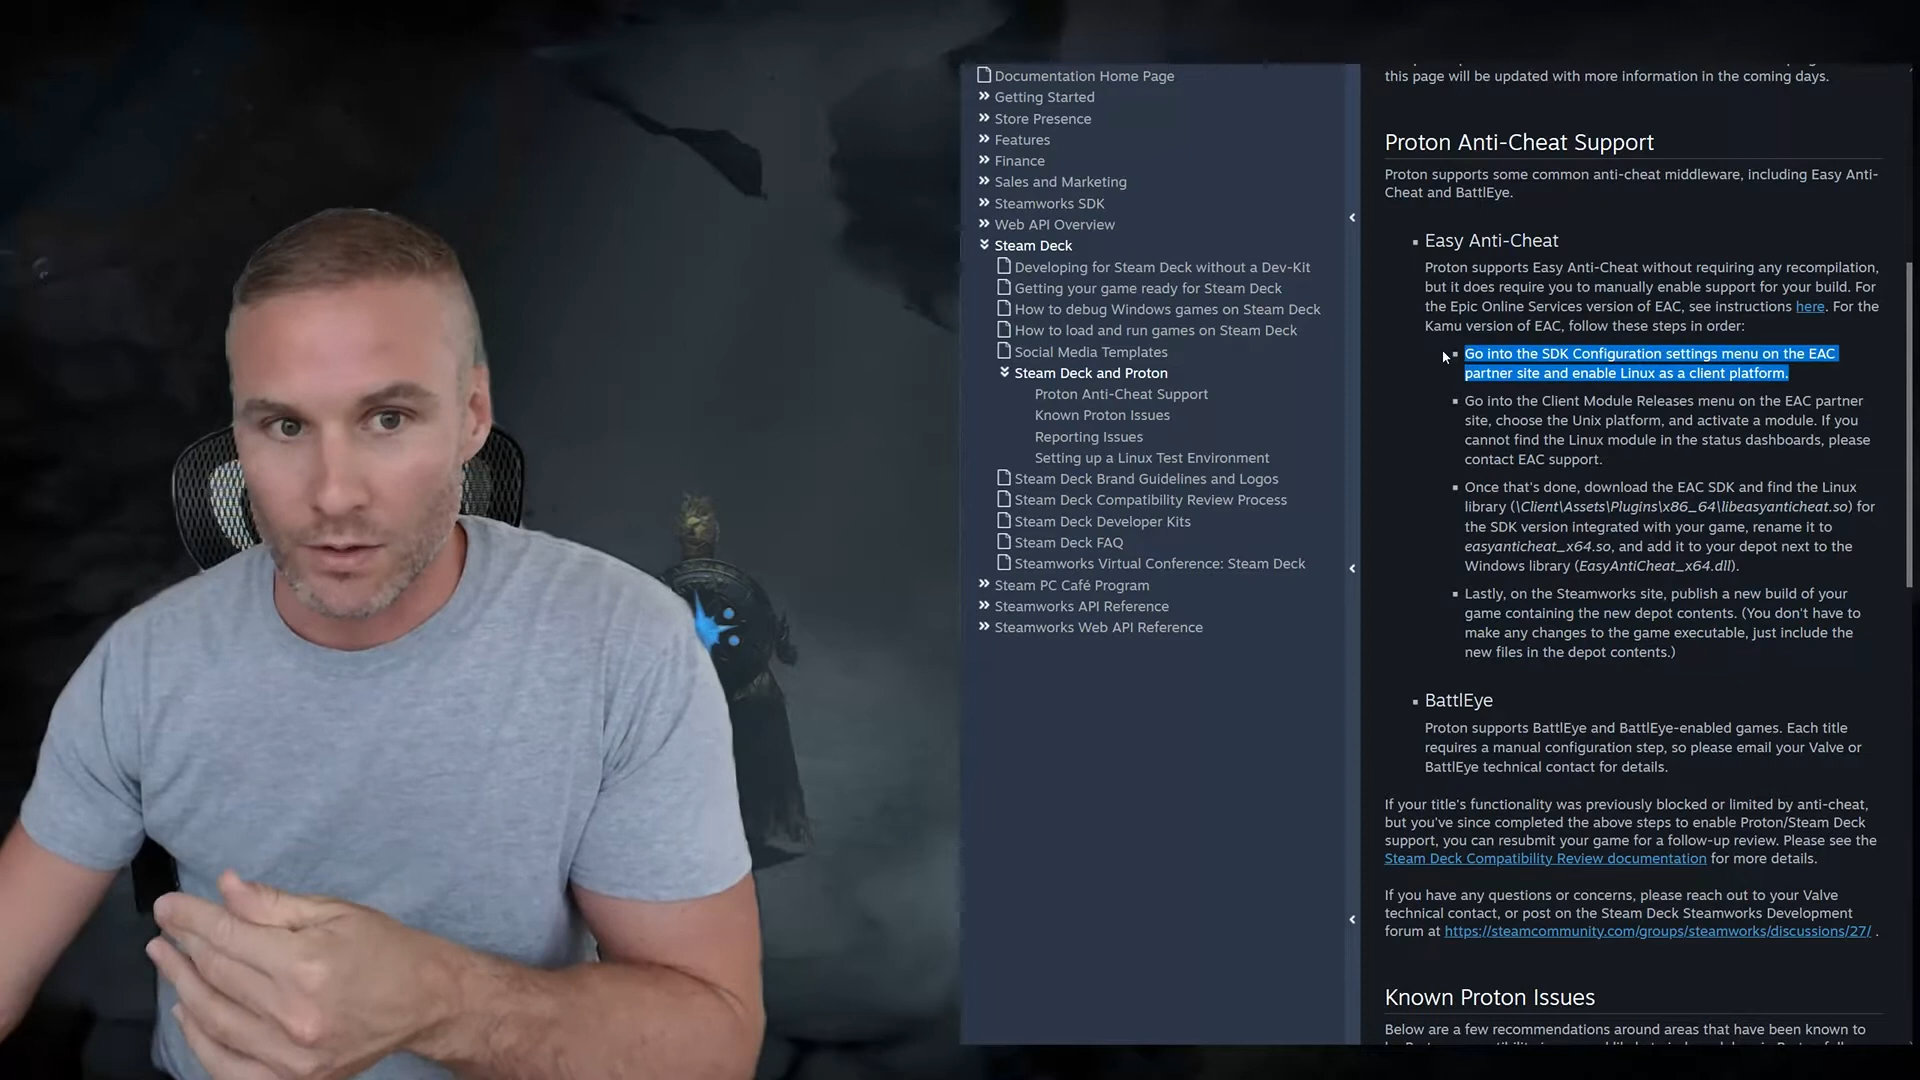 Documentation Home Page
Getting Started
Store Presence
Features
Finance
Sales and Marketing
Steamworks SDK
Web API Overview
Steam Deck
Developing for Steam Deck without a Dev-Kit
Getting your game ready for Steam Deck
How to debug Windows games on Steam Deck
How to load and run games on Steam Deck
Social Media Templates
Steam Deck and Proton
Proton Anti-Cheat Support
Known Proton Issues
Reporting Issues
Setting up a Linux Test Environment
Steam Deck Brand Guidelines and Logos
Steam Deck Compatibility Review Process
Steam Deck Developer Kits
Steam Deck FAQ
Steamworks Virtual Conference: Steam Deck
Steam PC Café Program
Steamworks API Reference
Steamworks Web API Reference
this page will be updated with more information in the coming days.
Proton Anti-Cheat Support
Proton supports some common anti-cheat middleware, including Easy Anti-
Cheat and BattlEye.
Easy Anti-Cheat
Proton supports Easy Anti-Cheat without requiring any recompilation,
but it does require you to manually enable support for your build. For
the Epic Online Services version of EAC, see instructions here. For the
Kamu version of EAC, follow these steps in order:
Go into the SDK Configuration settings menu on the EAC
partner site and enable Linux as a client platform.
Go into the Client Module Releases menu on the EAC partner
site, choose the Unix platform, and activate a module. If you
cannot find the Linux module in the status dashboards, please
contact EAC support.
Once that's done, download the EAC SDK and find the Linux
library (\Client\Assets\Plugins\x86_64\libeasyanticheat.so) for
the SDK version integrated with your game, rename it to
easyanticheat_x64.so, and add it to your depot next to the
Windows library (EasyAntiCheat_x64.dll).
Lastly, on the Steamworks site, publish a new build of your
game containing the new depot contents. (You don't have to
make any changes to the game executable, just include the
new files in the depot contents.)
BattlEye
Proton supports BattlEye and BattlEye-enabled games. Each title
requires a manual configuration step, so please email your Valve or
BattlEye technical contact for details.
If your title's functionality was previously blocked or limited by anti-cheat,
but you've since completed the above steps to enable Proton/Steam Deck
support, you can resubmit your game for a follow-up review. Please see the
Steam Deck Compatibility Review documentation for more details.
If you have any questions or concerns, please reach out to your Valve
technical contact, or post on the Steam Deck Steamworks Development
forum at https://steamcommunity.com/groups/steamworks/discussions/27/ .
Known Proton Issues
Below are a few recommendations around areas that have been known to